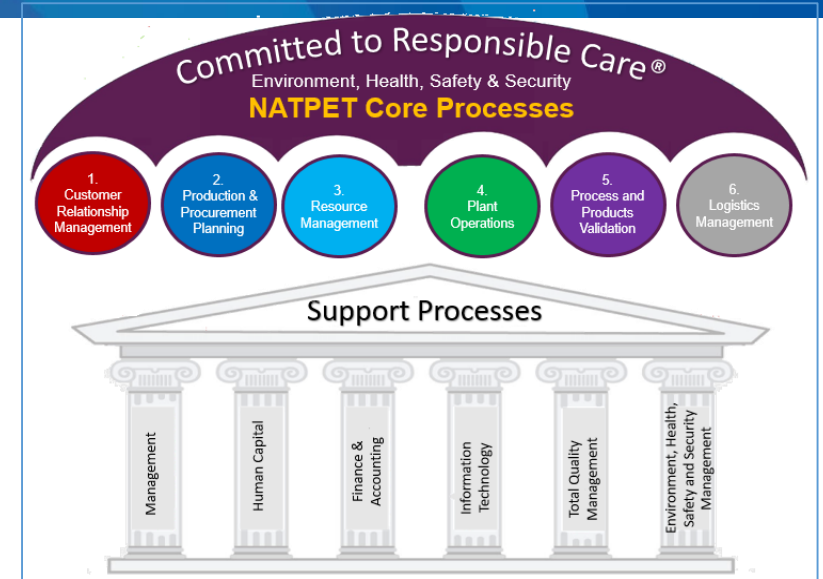 Committed to Responsible Care®
Environment, Health, Safety & Security
NATPET Core Processes
1.
Customer
Relationship
Management
2.
Production &
Procurement
Planning
3.
Resource
Management
4.
Plant
Operations
5.
Process and
Products
Validation
6.
Logistics
Management
Support Processes
Management
Human Capital
Finance &
Accounting
Information
Technology
Total Quality
Management
Environment, Health,
Safety and Security
Management